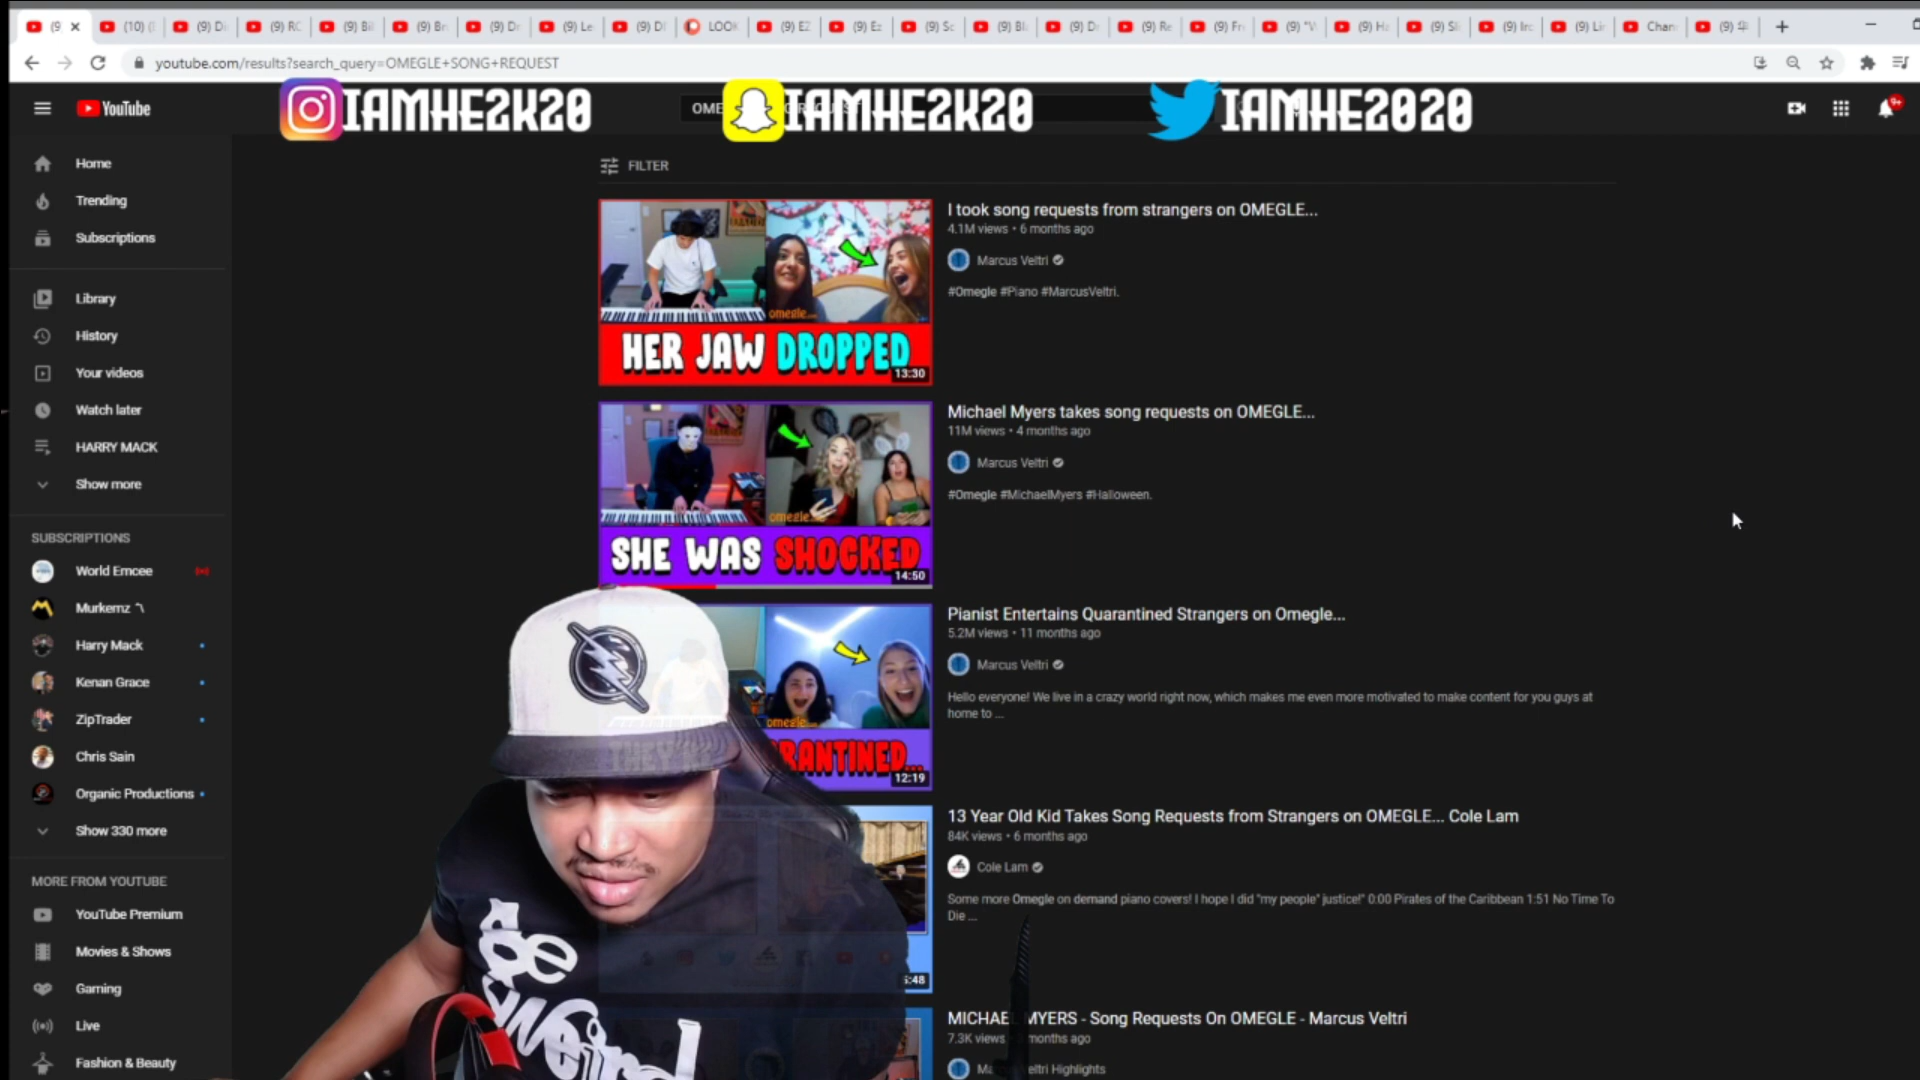 youtube.com/results?search_query=OMEGLE+SONG+REQUEST
YouTube
IAMHE2K20
IAMHE2K20
IAMHE2020
Home
Trending
Subscriptions
Library
History
Your videos
Watch later
HARRY MACK
Show more
SUBSCRIPTIONS
World Emcee
Murkemz
Harry Mack
Kenan Grace
ZipTrader
Chris Sain
Organic Productions
Show 330 more
MORE FROM YOUTUBE
YouTube Premium
Movies & Shows
Gaming
Live
Fashion & Beauty
FILTER
HER JAW DROPPED
13:30
I took song requests from strangers on OMEGLE...
4.1M views • 6 months ago
Marcus Veltri
#Omegle #Piano #MarcusVeltri.
SHE WAS SHOCKED
14:50
Michael Myers takes song requests on OMEGLE...
11M views • 4 months ago
Marcus Veltri
#Omegle #MichaelMyers #Halloween.
12:19
Pianist Entertains Quarantined Strangers on Omegle...
5.2M views • 11 months ago
Marcus Veltri
Hello everyone! We live in a crazy world right now, which makes me even more motivated to make content for you guys at
home to ...
13 Year Old Kid Takes Song Requests from Strangers on OMEGLE... Cole Lam
84K views • 6 months ago
Cole Lam
Some more Omegle on demand piano covers! I hope I did "my people" justice!" 0:00 Pirates of the Caribbean 1:51 No Time To
Die ...
MICHAEL MYERS - Song Requests On OMEGLE - Marcus Veltri
7.3K views months ago
Veltri Highlights
be
Weird